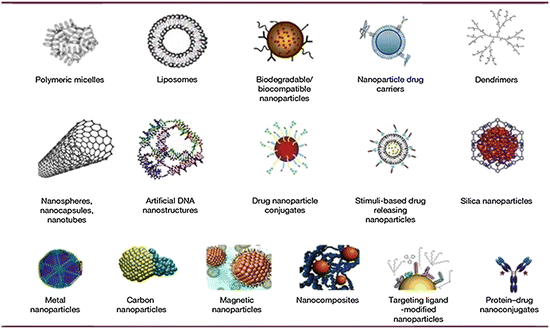 Polymeric micelles
Liposomes
Biodegradable/
biocompatible nanoparticles
Nanoparticle drug
carriers
Dendrimers
Nanospheres,
nanocapsules,
nanotubes
Artificial DNA
nanostructures
Drug nanoparticle
conjugates
Stimuli-based drug
releasing
nanoparticles
Silica nanoparticles
Metal
nanoparticles
Carbon
nanoparticles
Magnetic
nanoparticles
Nanocomposites
Targeting ligand
-modified
nanoparticles
Protein–drug
nanoconjugates